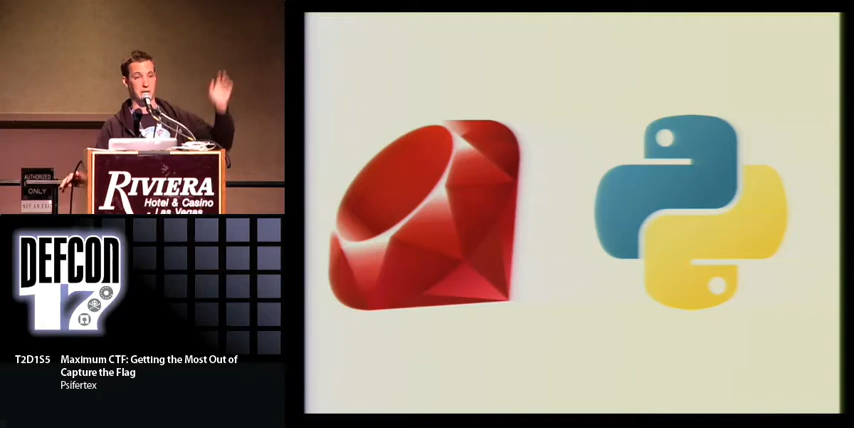 AUTHORIZED
ONLY
RIVIERA
Hotel & Casino
Las Vegas
DEFCON
17
T2D1S5 Maximum CTF: Getting the Most Out of
Capture the Flag
Psifertex